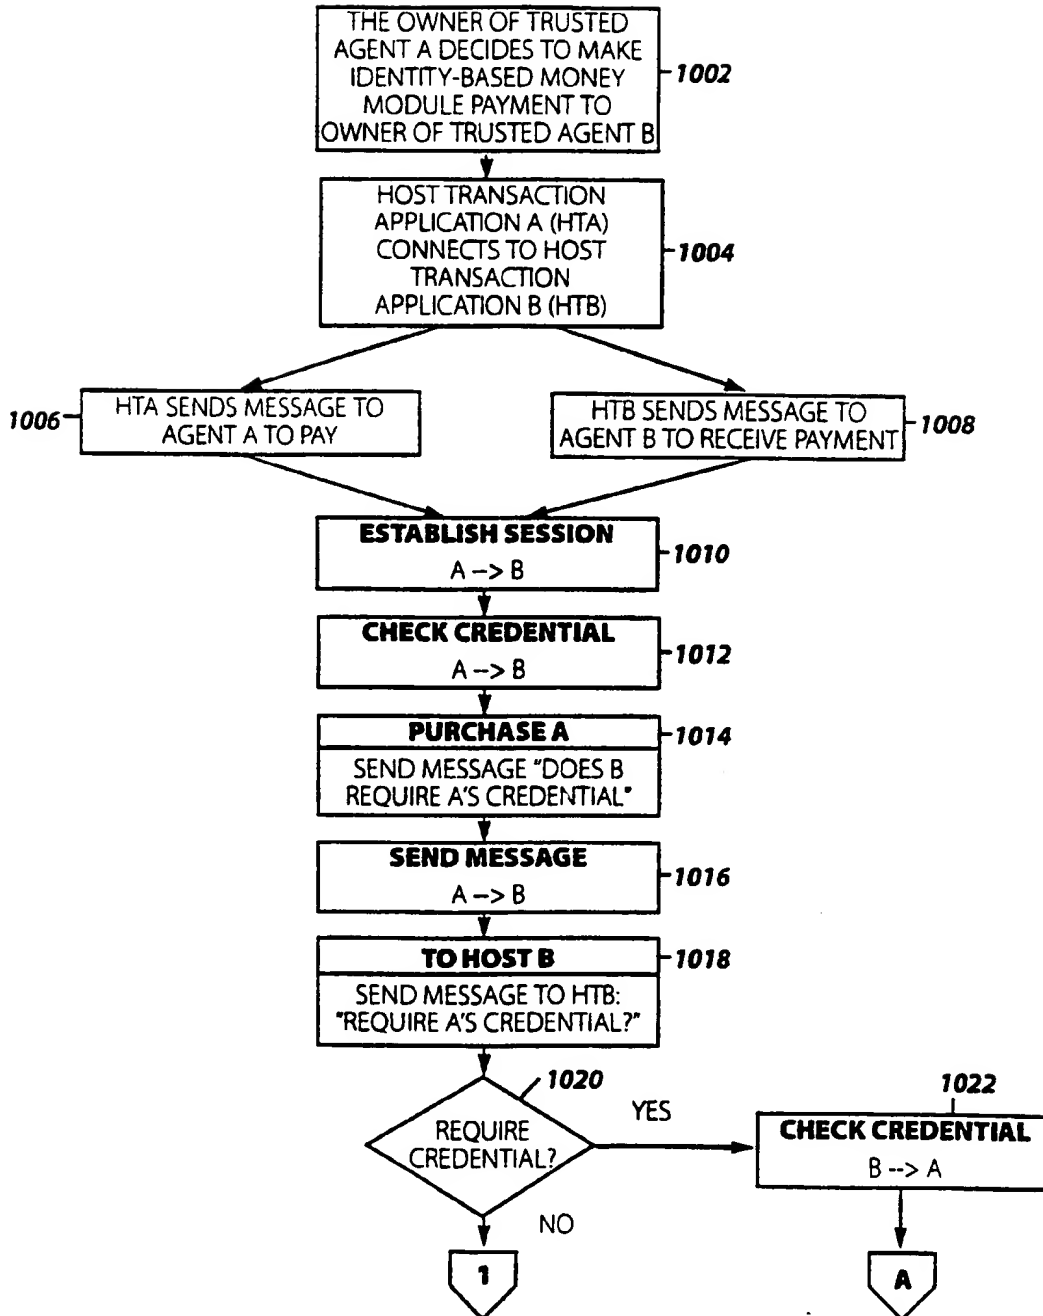 THE OWNER OF TRUSTED
AGENT A DECIDES TO MAKE
IDENTITY-BASED MONEY
MODULE PAYMENT TO
OWNER OF TRUSTED AGENT B
1002
HOST TRANSACTION
APPLICATION A (HTA)
CONNECTS TO HOST
TRANSACTION
APPLICATION B (HTB)
1004
1006
HTA SENDS MESSAGE TO
AGENT A TO PAY
HTB SENDS MESSAGE TO
AGENT B TO RECEIVE PAYMENT
1008
ESTABLISH SESSION
A --> B
1010
CHECK CREDENTIAL
A --> B
1012
PURCHASE A
1014
SEND MESSAGE "DOES B
REQUIRE A'S CREDENTIAL"
SEND MESSAGE
A --> B
1016
TO HOST B
1018
SEND MESSAGE TO HTB:
"REQUIRE A'S CREDENTIAL?"
1020
REQUIRE
CREDENTIAL?
YES
NO
1022
CHECK CREDENTIAL
B --> A
1
A